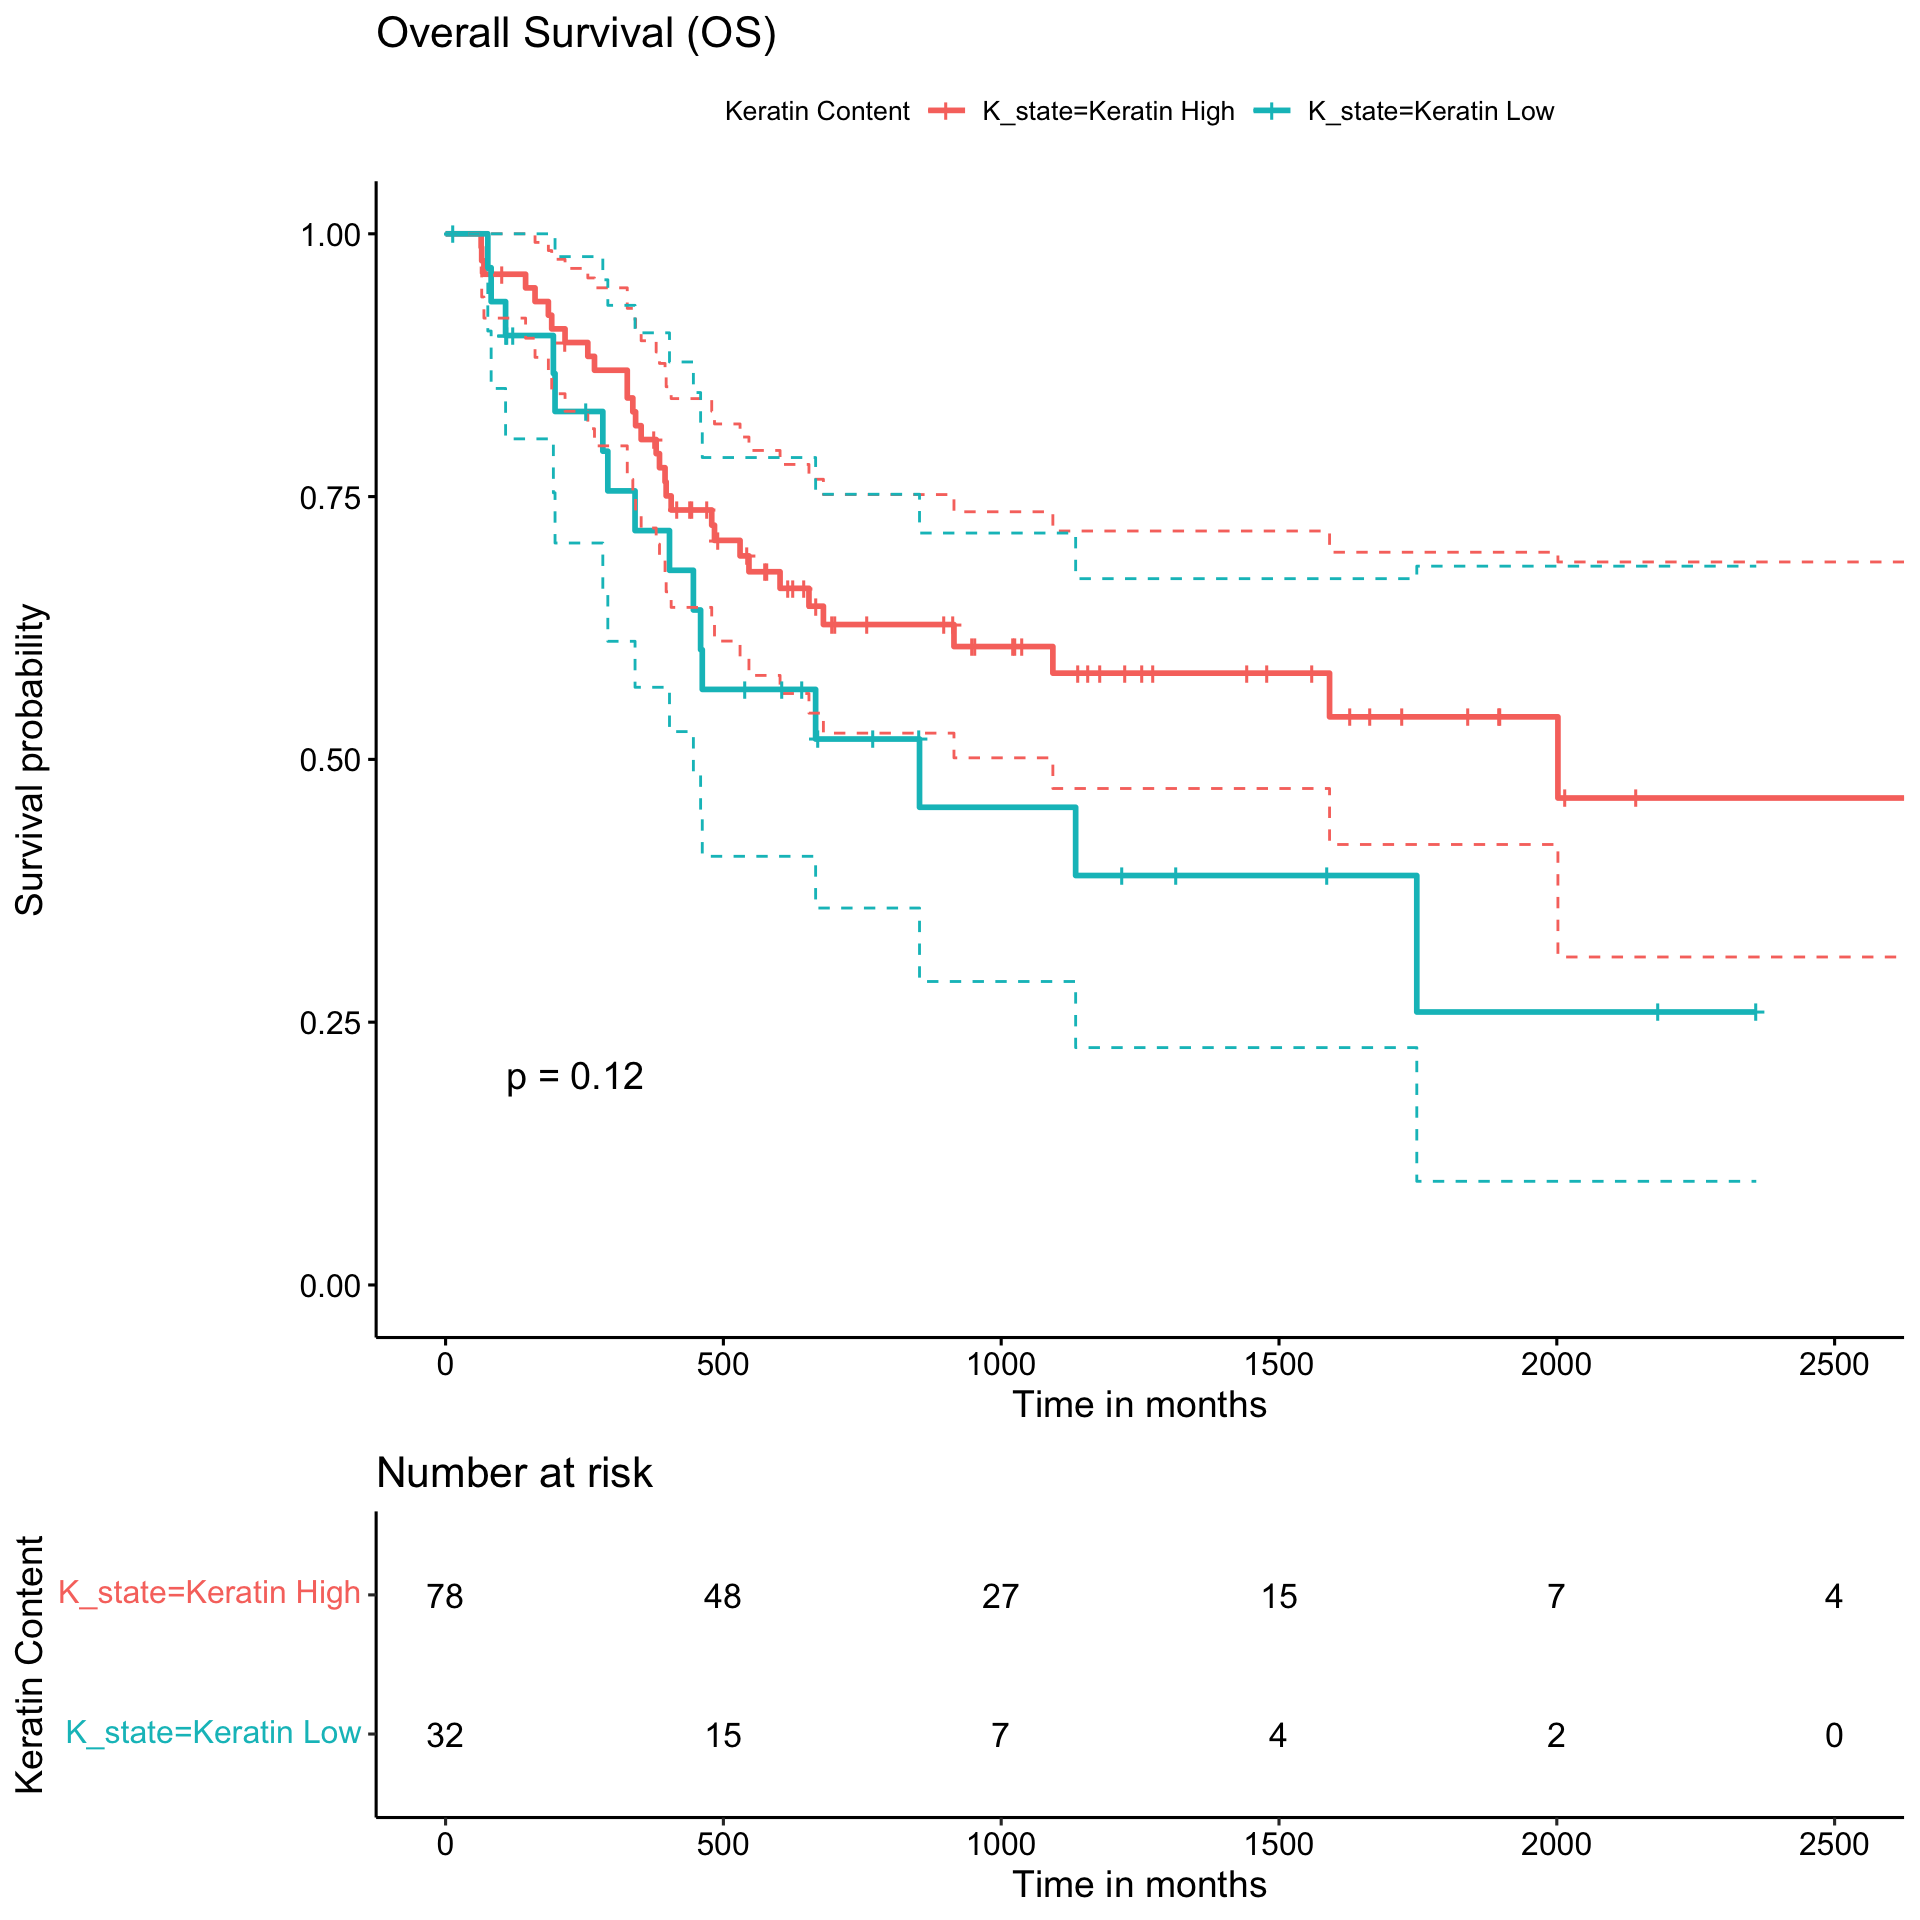 Overall Survival (OS)
Keratin Content K_state=Keratin High K_state=Keratin Low
Survival probability
1.00
0.75
0.50
0.25
0.00
p = 0.12
0 500 1000 1500 2000 2500
Time in months
Number at risk
Keratin Content
K_state=Keratin High 78 48 27 15 7 4
K_state=Keratin Low 32 15 7 4 2 0
0 500 1000 1500 2000 2500
Time in months